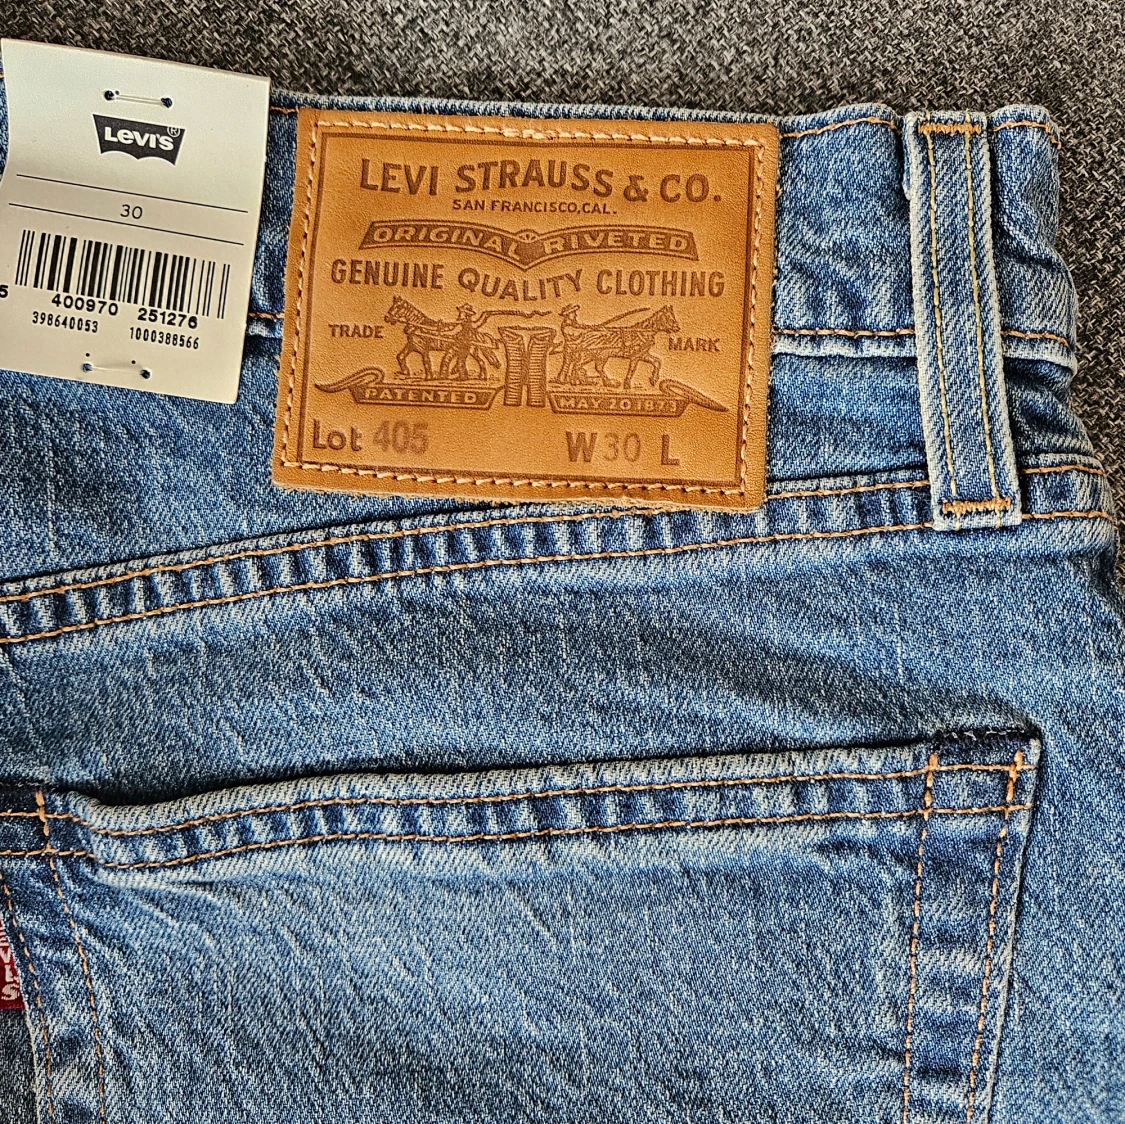 LEVI'S®
30
5 400970 251276
398640053 1000388566
LEVI STRAUSS & CO.
SAN FRANCISCO, CAL.
ORIGINAL RIVETED
GENUINE QUALITY CLOTHING
TRADE MARK
PATENTED MAY 20 1873
Lot 405 W 30 L
LEVI'S